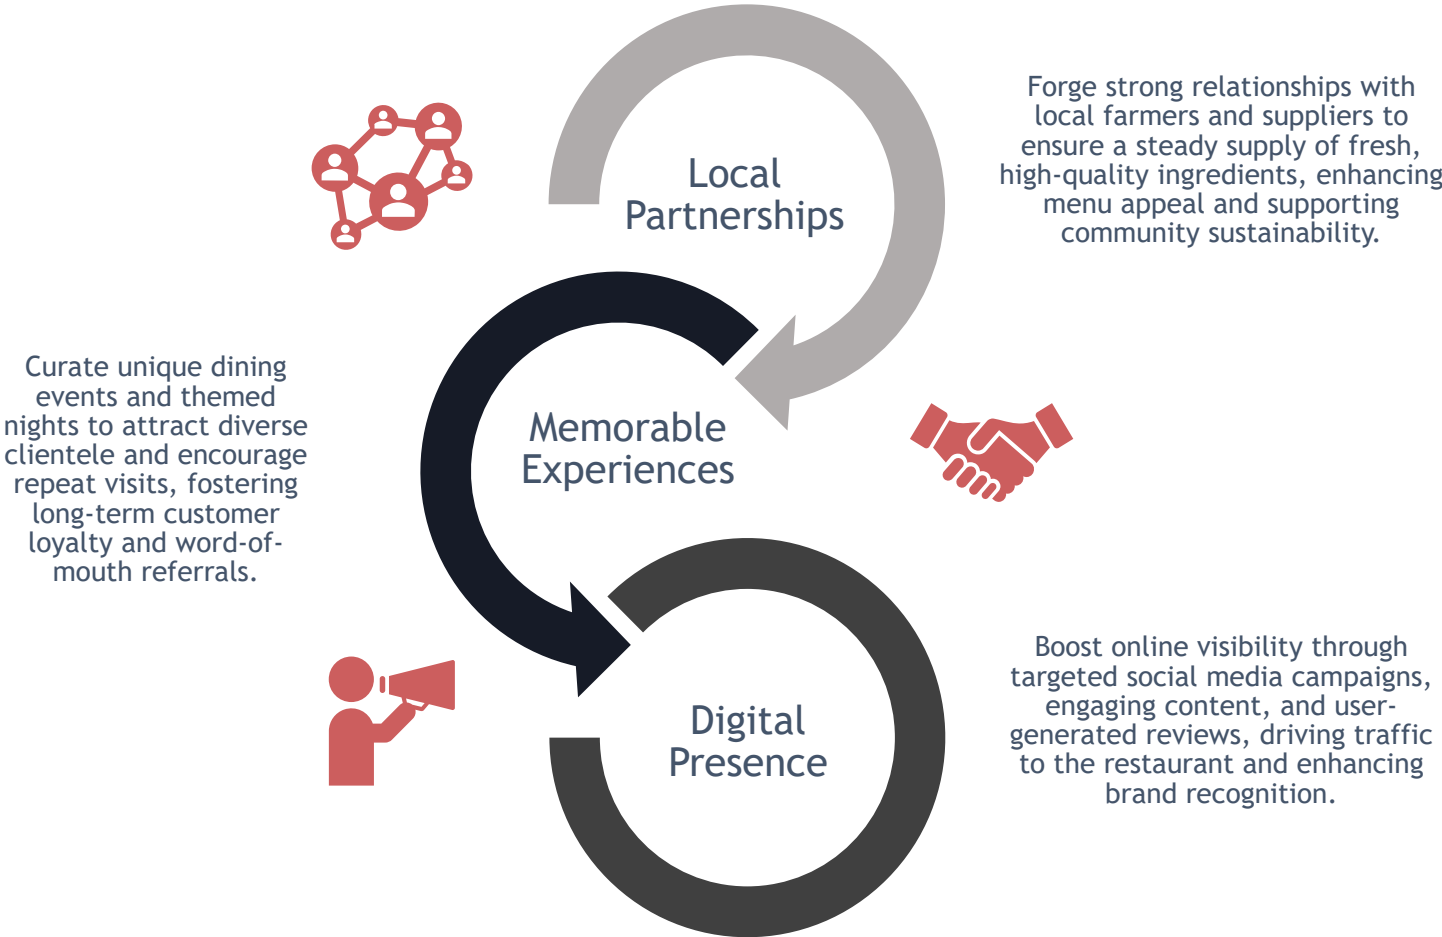 Local
Partnerships
Forge strong relationships with
local farmers and suppliers to
ensure a steady supply of fresh,
high-quality ingredients, enhancing
menu appeal and supporting
community sustainability.
Memorable
Experiences
Curate unique dining
events and themed
nights to attract diverse
clientele and encourage
repeat visits, fostering
long-term customer
loyalty and word-of-
mouth referrals.
Digital
Presence
Boost online visibility through
targeted social media campaigns,
engaging content, and user-
generated reviews, driving traffic
to the restaurant and enhancing
brand recognition.